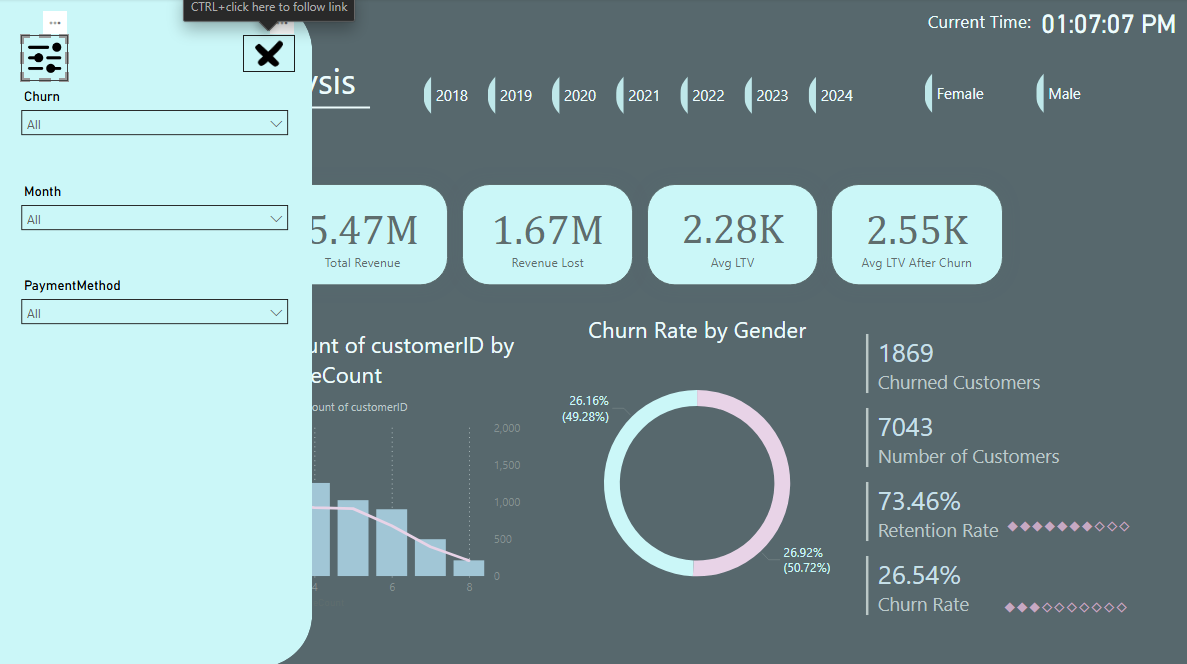 CTRL+click here to follow link
Current Time: 01:07:07 PM
ysis
2018 2019 2020 2021 2022 2023 2024 Female Male
Churn
All
Month
All
PaymentMethod
All
5.47M
Total Revenue
1.67M
Revenue Lost
2.28K
Avg LTV
2.55K
Avg LTV After Churn
unt of customerID by
eCount
ount of customerID
2,000
1,500
1,000
500
0
4 6 8
Churn Rate by Gender
26.16%
(49.28%)
26.92%
(50.72%)
1869
Churned Customers
7043
Number of Customers
73.46%
Retention Rate
26.54%
Churn Rate